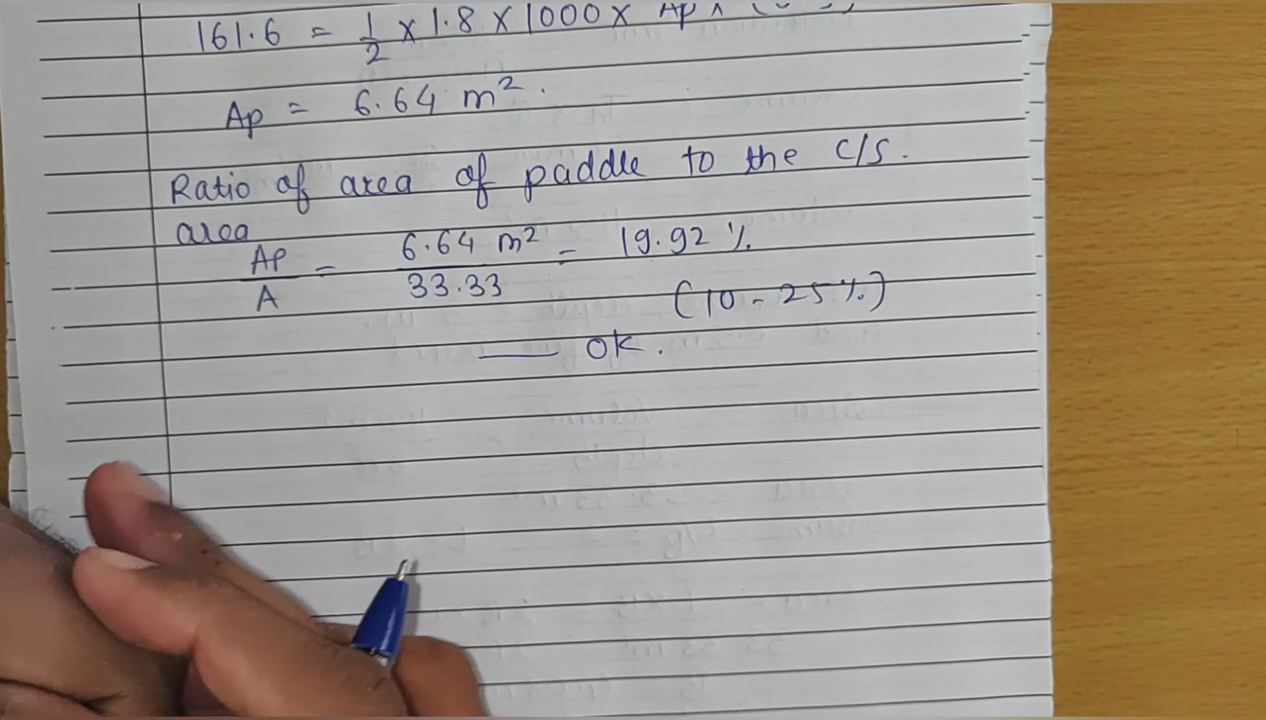 161.6 = 1/2 x 1.8 x 1000 x Ap x
Ap = 6.64 m².
Ratio of area of paddle to the c/s.
area
Ap/A = 6.64 m²/33.33 = 19.92 %
(10 - 25 %)
—— OK.